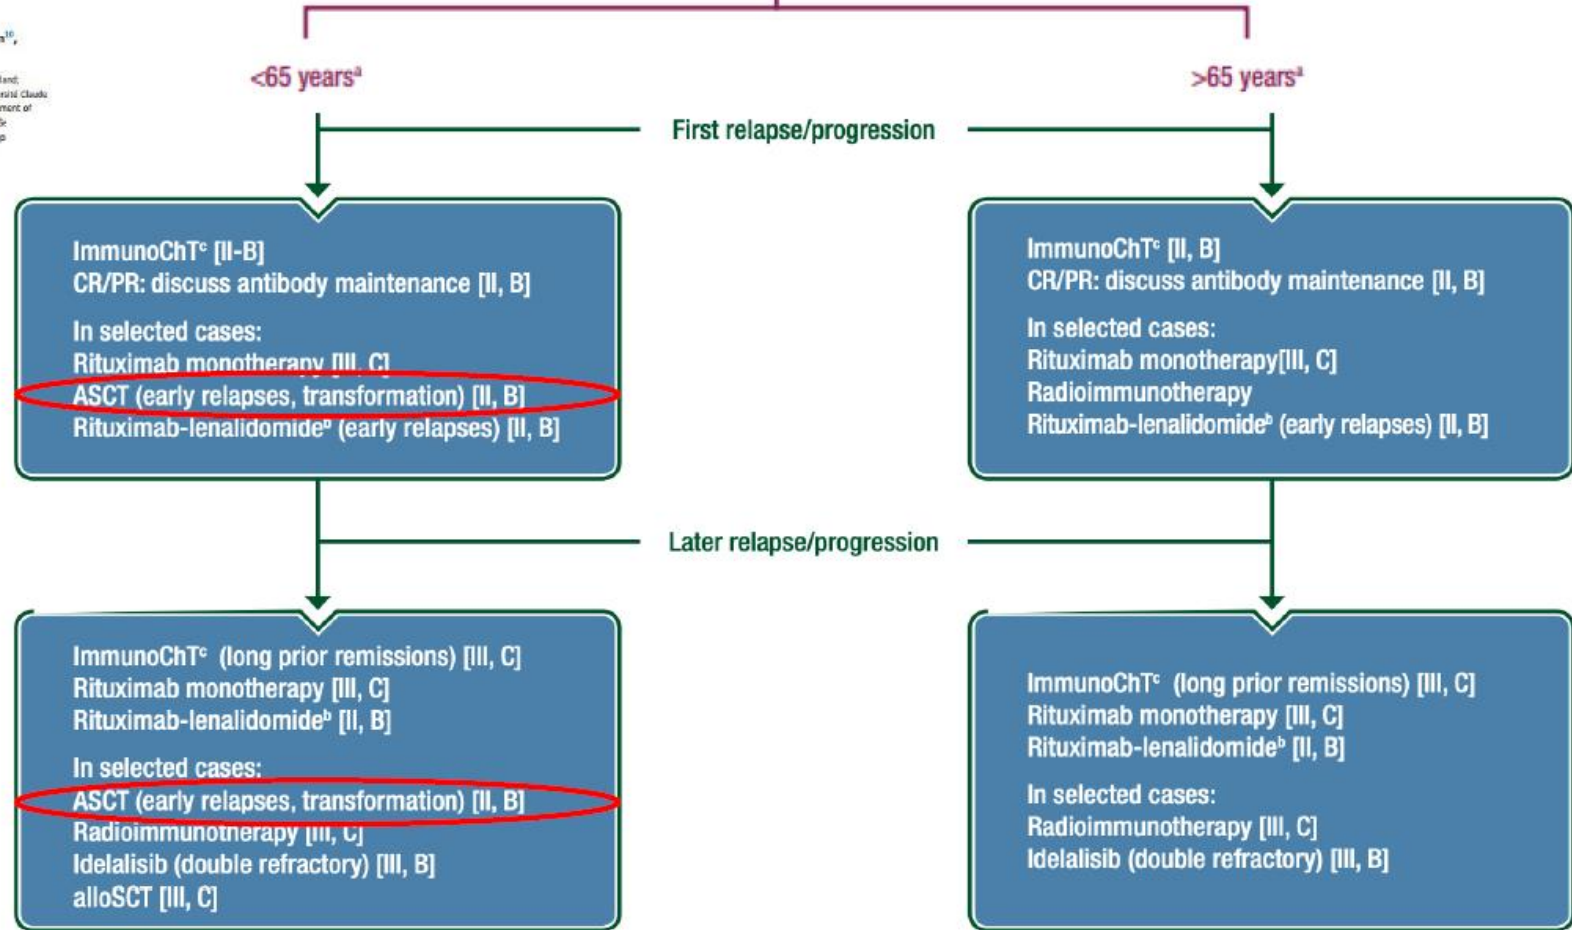 <65 yearsᵃ
>65 yearsᵃ
First relapse/progression
ImmunoChTᶜ [II-B]
CR/PR: discuss antibody maintenance [II, B]
In selected cases:
Rituximab monotherapy [III, C]
ASCT (early relapses, transformation) [II, B]
Rituximab-lenalidomideᵇ (early relapses) [II, B]
ImmunoChTᶜ [II, B]
CR/PR: discuss antibody maintenance [II, B]
In selected cases:
Rituximab monotherapy[III, C]
Radioimmunotherapy
Rituximab-lenalidomideᵇ (early relapses) [II, B]
Later relapse/progression
ImmunoChTᶜ (long prior remissions) [III, C]
Rituximab monotherapy [III, C]
Rituximab-lenalidomideᵇ [II, B]
In selected cases:
ASCT (early relapses, transformation) [II, B]
Radioimmunotherapy [III, C]
Idelalisib (double refractory) [III, B]
alloSCT [III, C]
ImmunoChTᶜ (long prior remissions) [III, C]
Rituximab monotherapy [III, C]
Rituximab-lenalidomideᵇ [II, B]
In selected cases:
Radioimmunotherapy [III, C]
Idelalisib (double refractory) [III, B]